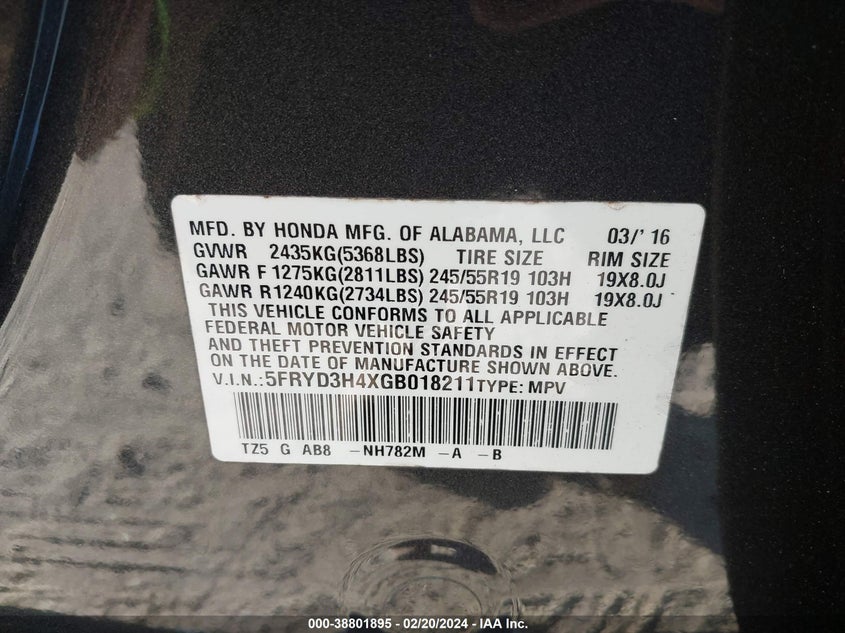 MFD. BY HONDA MFG. OF ALABAMA, LLC 03/' 16
GVWR 2435KG(5368LBS) TIRE SIZE RIM SIZE
GAWR F 1275KG(2811LBS) 245/55R19 103H 19X8.0J
GAWR R1240KG(2734LBS) 245/55R19 103H 19X8.0J
THIS VEHICLE CONFORMS TO ALL APPLICABLE
FEDERAL MOTOR VEHICLE SAFETY
AND THEFT PREVENTION STANDARDS IN EFFECT
ON THE DATE OF MANUFACTURE SHOWN ABOVE.
V.I.N.:5FRYD3H4XGB018211TYPE: MPV
TZ5 G AB8 -NH782M -A -B
000-38801895 - 02/20/2024 - IAA Inc.